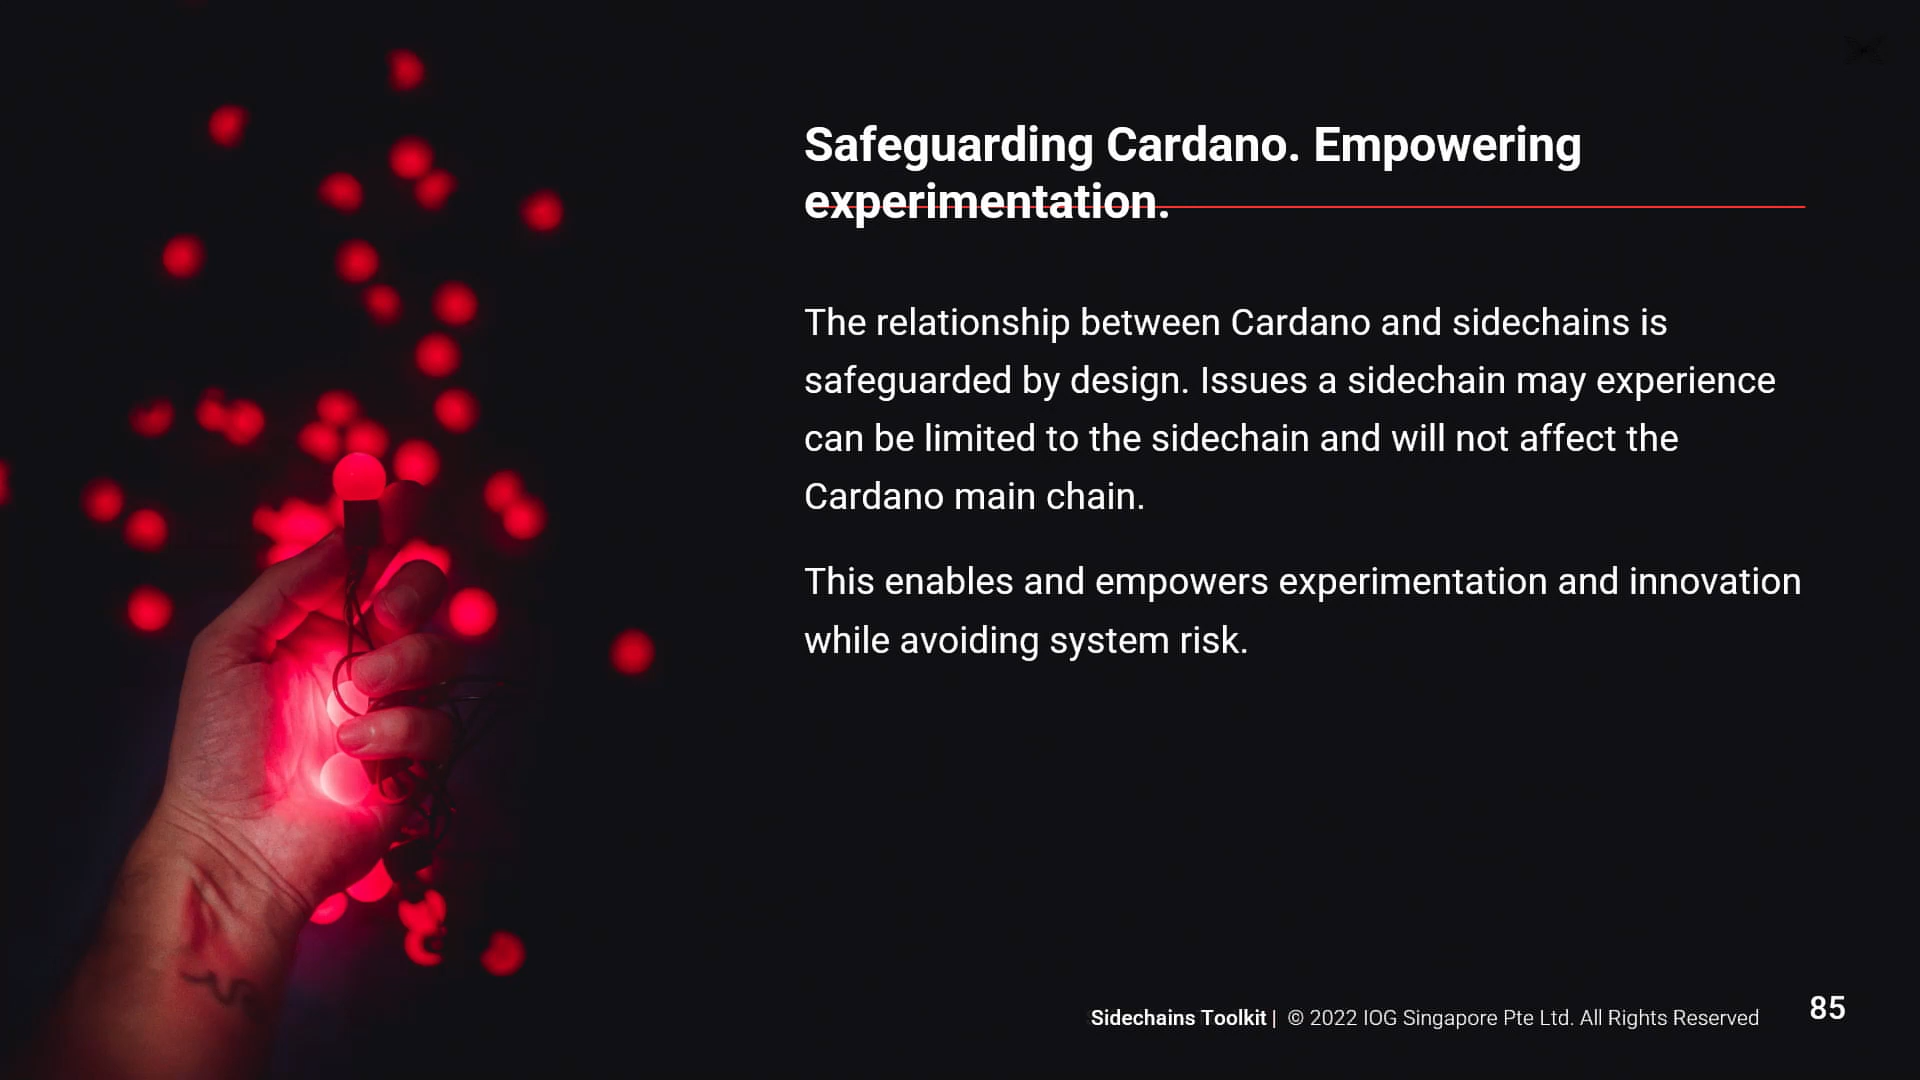 Safeguarding Cardano. Empowering
experimentation.
The relationship between Cardano and sidechains is
safeguarded by design. Issues a sidechain may experience
can be limited to the sidechain and will not affect the
Cardano main chain.
This enables and empowers experimentation and innovation
while avoiding system risk.
Sidechains Toolkit | © 2022 IOG Singapore Pte Ltd. All Rights Reserved
85